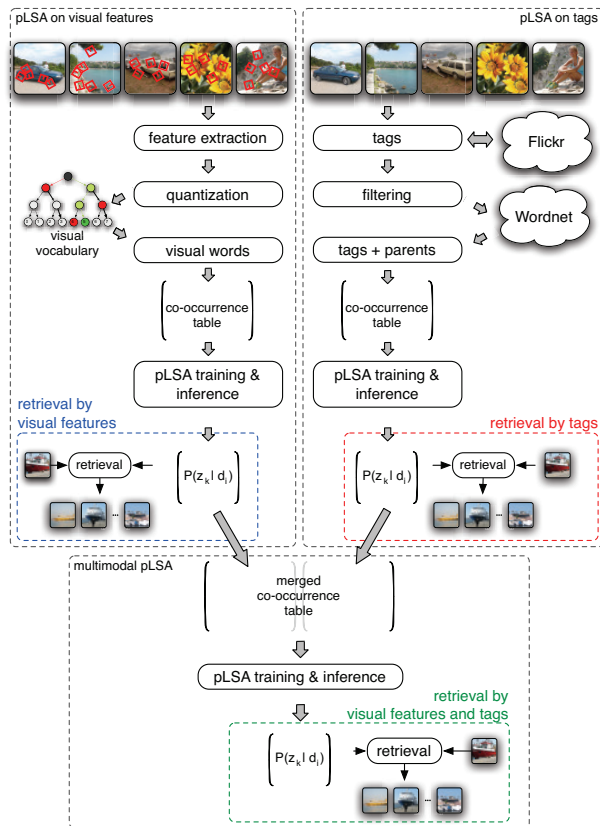 pLSA on visual features
feature extraction
quantization
visual
vocabulary
visual words
co-occurrence
table
pLSA training &
inference
retrieval by
visual features
retrieval
...
P(z_k | d_i)
pLSA on tags
tags
Flickr
filtering
Wordnet
tags + parents
co-occurrence
table
pLSA training &
inference
retrieval by tags
P(z_k | d_i)
retrieval
...
multimodal pLSA
merged
co-occurrence
table
pLSA training & inference
retrieval by
visual features and tags
P(z_k | d_i)
retrieval
...